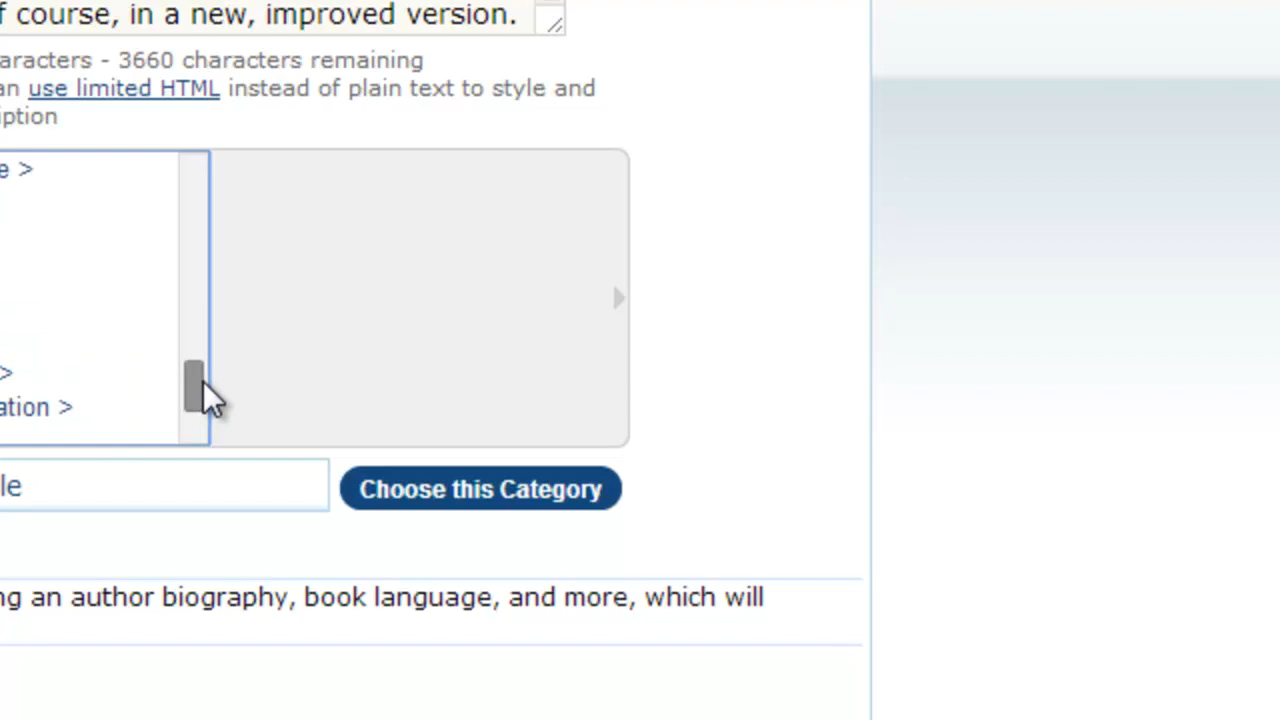 f course, in a new, improved version.
aracters - 3660 characters remaining
an use limited HTML instead of plain text to style and
iption
e >
>
ation >
le
Choose this Category
ng an author biography, book language, and more, which will